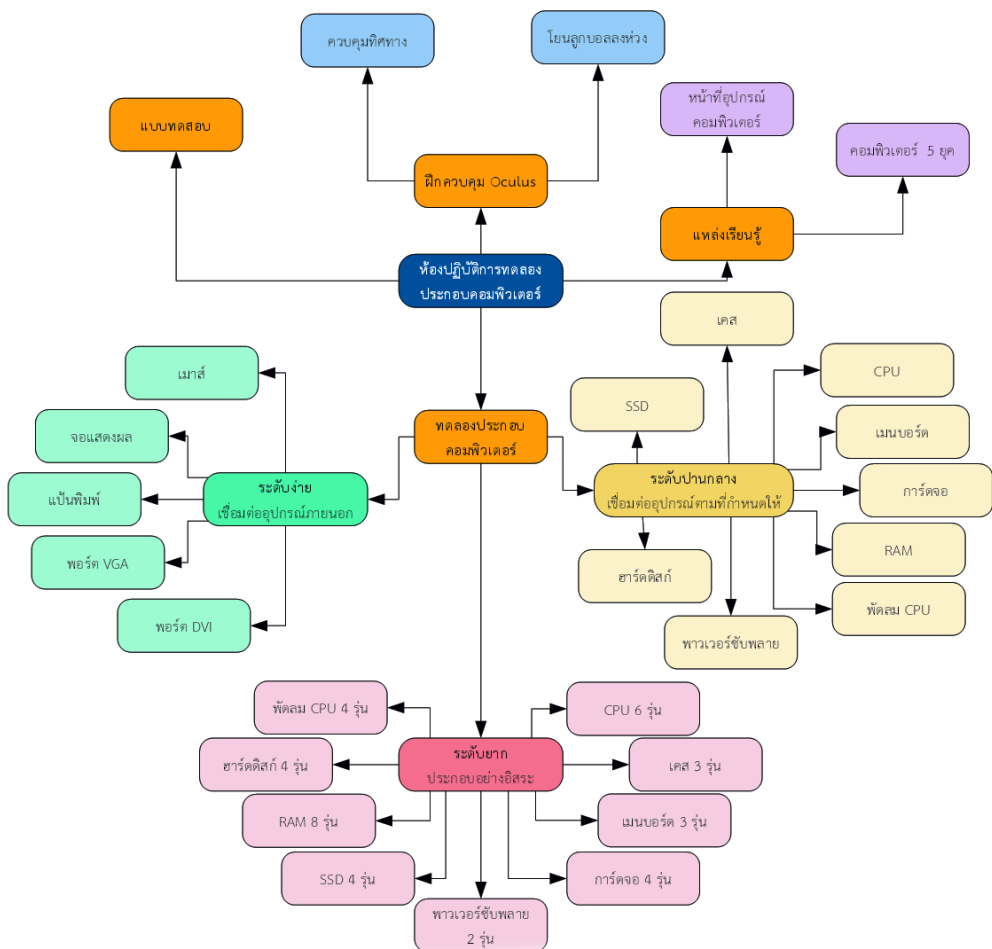 ควบคุมทิศทาง
โยนลูกบอลลงห่วง
หน้าที่อุปกรณ์
คอมพิวเตอร์
แบบทดสอบ
คอมพิวเตอร์ 5 ยุค
ฝึกควบคุม Oculus
แหล่งเรียนรู้
ห้องปฏิบัติการทดลอง
ประกอบคอมพิวเตอร์
เคส
เมาส์
CPU
SSD
จอแสดงผล
ทดลองประกอบ
คอมพิวเตอร์
เมนบอร์ด
แป้นพิมพ์
ระดับง่าย
เชื่อมต่ออุปกรณ์ภายนอก
ระดับปานกลาง
เชื่อมต่ออุปกรณ์ตามที่กำหนดให้
การ์ดจอ
พอร์ต VGA
ฮาร์ดดิสก์
RAM
พอร์ต DVI
พาวเวอร์ซับพลาย
พัดลม CPU
พัดลม CPU 4 รุ่น
CPU 6 รุ่น
ฮาร์ดดิสก์ 4 รุ่น
ระดับยาก
ประกอบอย่างอิสระ
เคส 3 รุ่น
RAM 8 รุ่น
เมนบอร์ด 3 รุ่น
SSD 4 รุ่น
การ์ดจอ 4 รุ่น
พาวเวอร์ซับพลาย
2 รุ่น